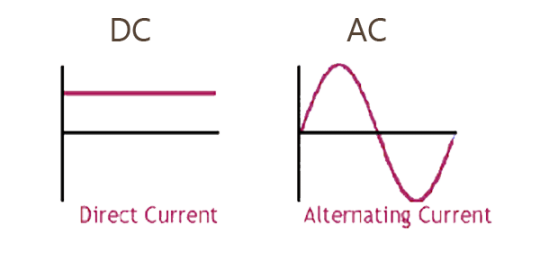 DC
AC
Direct Current
Alternating Current